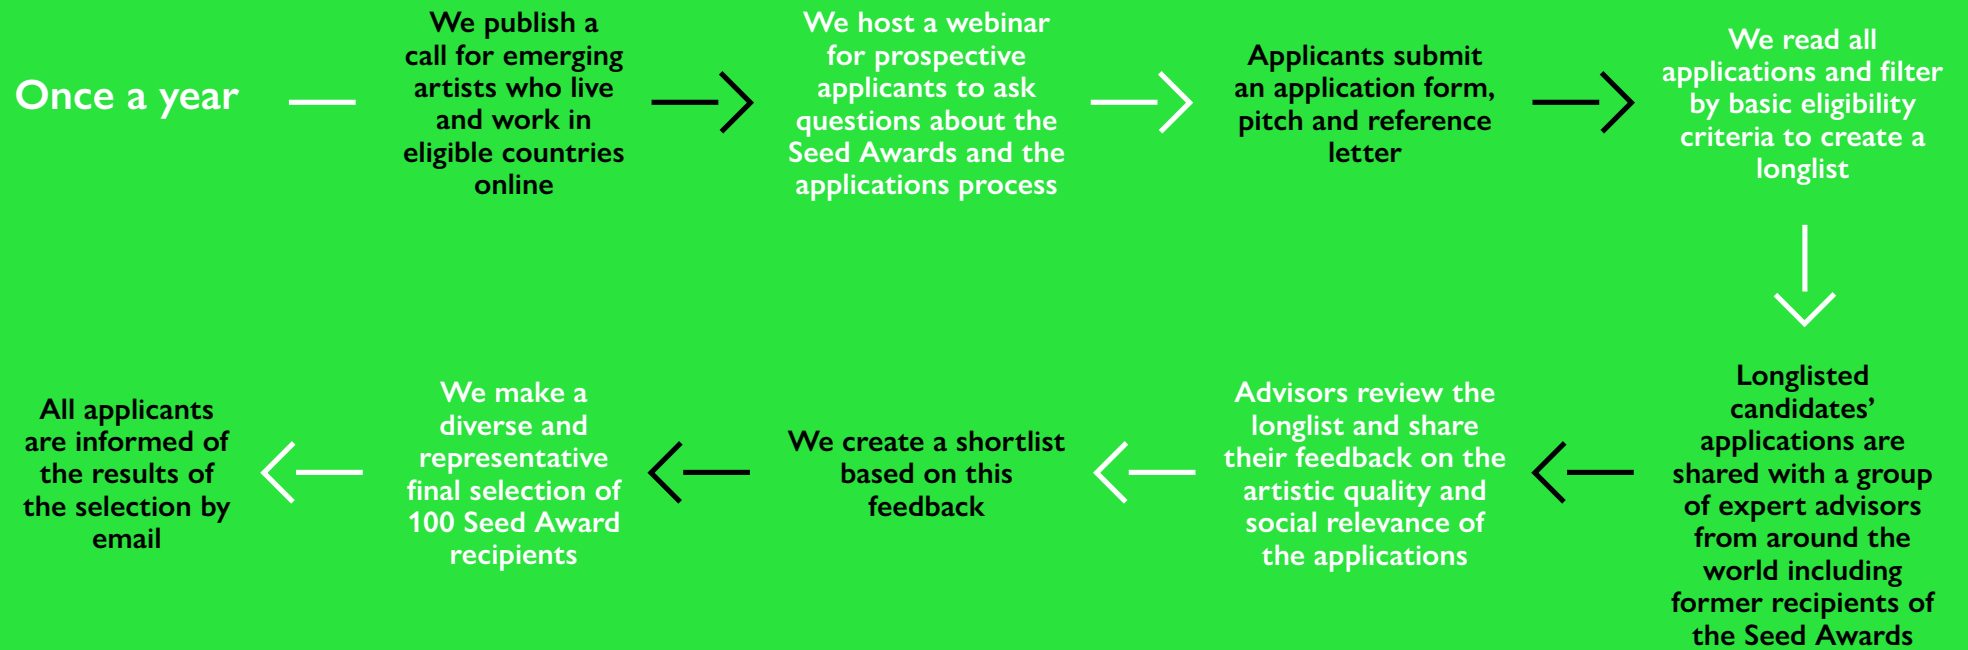 Once a year
We publish a
call for emerging
artists who live
and work in
eligible countries
online
We host a webinar
for prospective
applicants to ask
questions about the
Seed Awards and the
applications process
Applicants submit
an application form,
pitch and reference
letter
We read all
applications and filter
by basic eligibility
criteria to create a
longlist
Longlisted
candidates’
applications are
shared with a group
of expert advisors
from around the
world including
former recipients of
the Seed Awards
Advisors review the
longlist and share
their feedback on the
artistic quality and
social relevance of
the applications
We create a shortlist
based on this
feedback
We make a
diverse and
representative
final selection of
100 Seed Award
recipients
All applicants
are informed of
the results of
the selection by
email